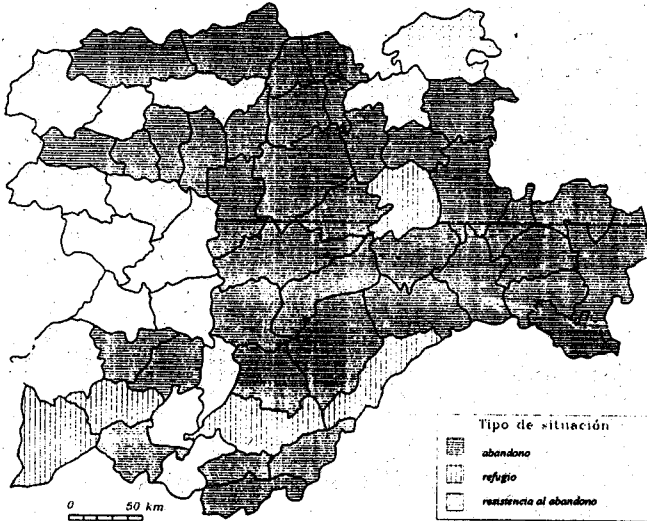 Tipo de situación
abandono
refugio
resistencia al abandono
0 50 km